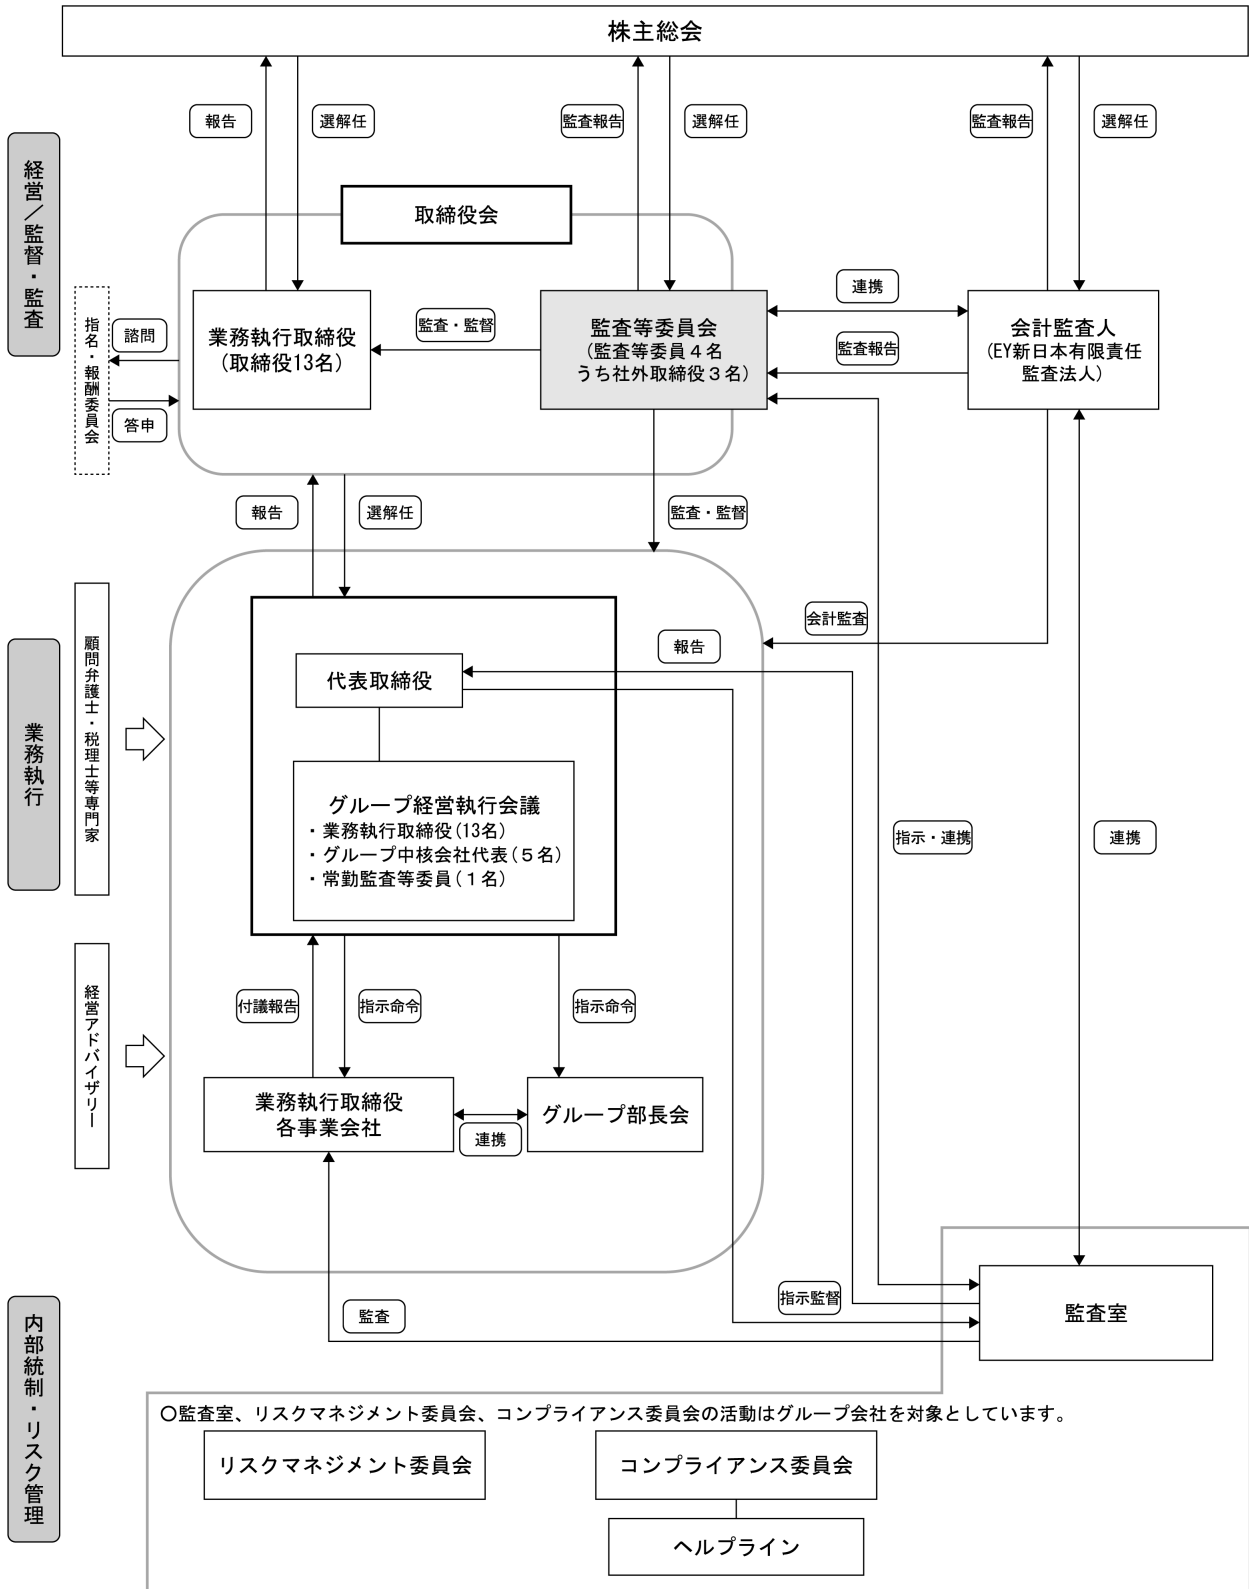 株主総会
報告
選解任
監査報告
選解任
監査報告
選解任
経営／監督・監査
取締役会
指名・報酬委員会
諮問
答申
業務執行取締役
(取締役13名)
監査・監督
監査等委員会
(監査等委員４名
うち社外取締役３名)
連携
監査報告
会計監査人
(EY新日本有限責任
監査法人)
報告
選解任
監査・監督
業務執行
顧問弁護士・税理士等専門家
会計監査
報告
代表取締役
グループ経営執行会議
・業務執行取締役(13名)
・グループ中核会社代表(５名)
・常勤監査等委員(１名)
指示・連携
連携
経営アドバイザリー
付議報告
指示命令
指示命令
業務執行取締役
各事業会社
連携
グループ部長会
内部統制・リスク管理
監査
指示監督
監査室
〇監査室、リスクマネジメント委員会、コンプライアンス委員会の活動はグループ会社を対象としています。
リスクマネジメント委員会
コンプライアンス委員会
ヘルプライン